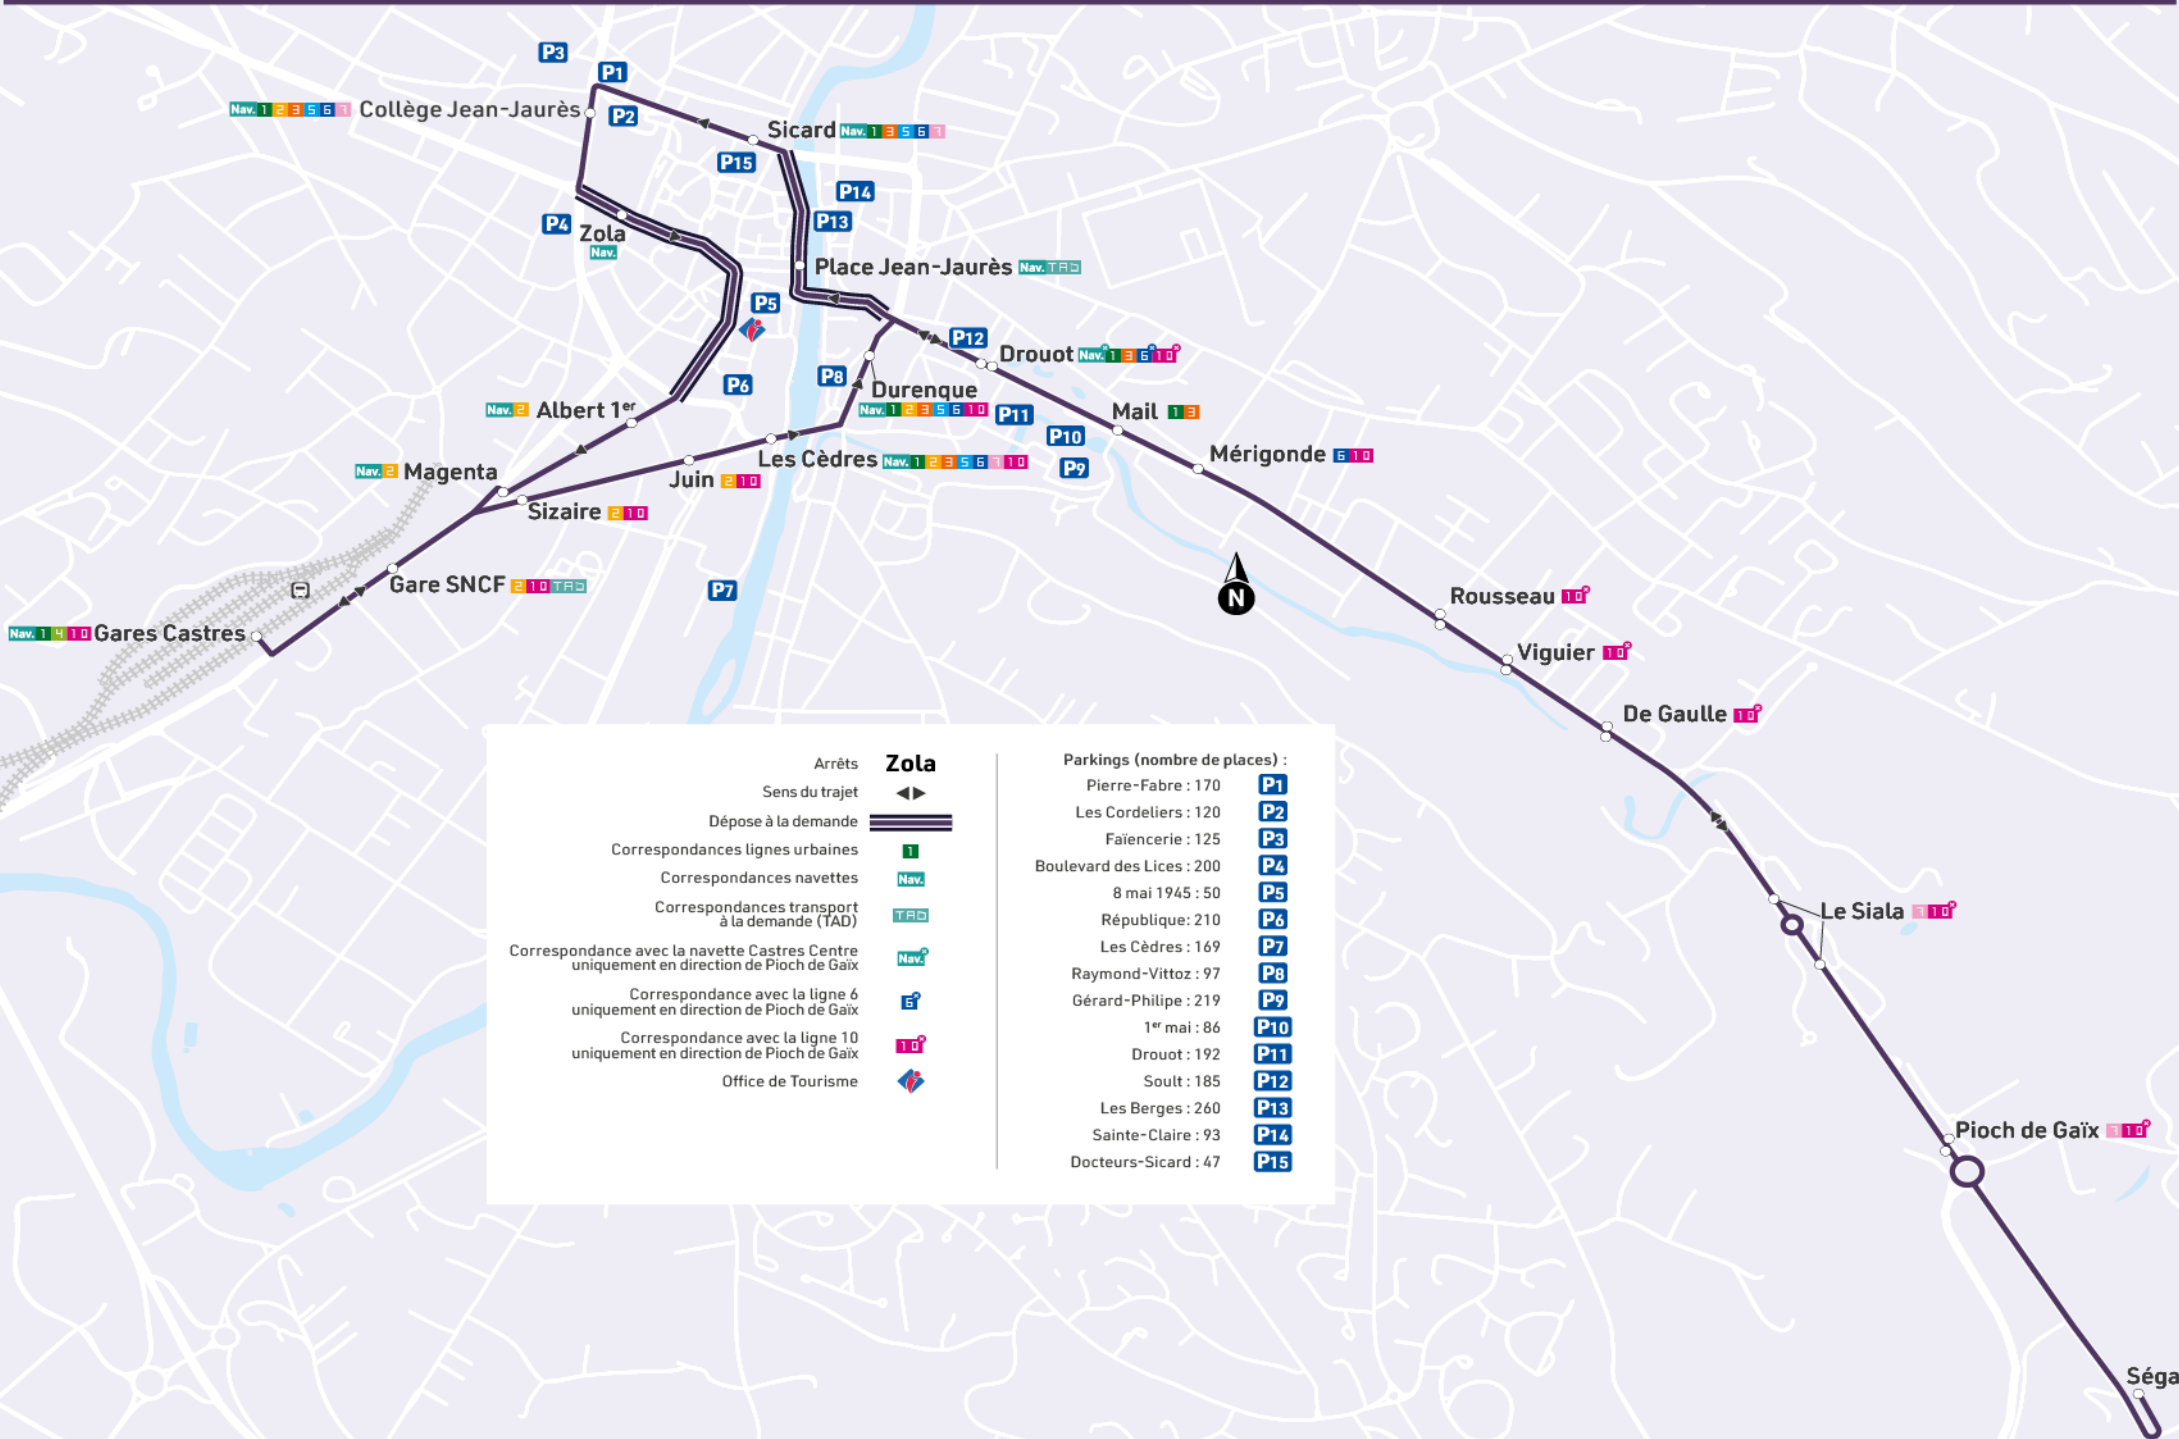 P3
P1
Nav. 1 2 3 5 6 7 Collège Jean-Jaurès
P2
Sicard Nav. 1 3 5 6 7
P15
P14
P13
P4
Zola
Nav.
Place Jean-Jaurès Nav. TAD
P5
P12
Drouot Nav.× 1 3 6× 10×
P6
P8
Durenque
Nav. 1 2 3 5 6 10
P11
Nav. 2 Albert 1er
Mail 1 3
P10
Mérigonde 6 10
P9
Les Cèdres Nav. 1 2 3 5 6 7 10
Nav. 2 Magenta
Juin 2 10
Sizaire 2 10
Gare SNCF 2 10 TAD
P7
N
Rousseau 10×
Nav. 1 4 10 Gares Castres
Viguier 10×
De Gaulle 10×
Le Siala 7 10×
Pioch de Gaïx 7 10×
Séga
Arrêts Zola
Sens du trajet
Dépose à la demande
Correspondances lignes urbaines 1
Correspondances navettes Nav.
Correspondances transport
à la demande (TAD) TAD
Correspondance avec la navette Castres Centre
uniquement en direction de Pioch de Gaïx Nav.×
Correspondance avec la ligne 6
uniquement en direction de Pioch de Gaïx 6×
Correspondance avec la ligne 10
uniquement en direction de Pioch de Gaïx 10×
Office de Tourisme
Parkings (nombre de places) :
Pierre-Fabre : 170 P1
Les Cordeliers : 120 P2
Faïencerie : 125 P3
Boulevard des Lices : 200 P4
8 mai 1945 : 50 P5
République: 210 P6
Les Cèdres : 169 P7
Raymond-Vittoz : 97 P8
Gérard-Philipe : 219 P9
1er mai : 86 P10
Drouot : 192 P11
Soult : 185 P12
Les Berges : 260 P13
Sainte-Claire : 93 P14
Docteurs-Sicard : 47 P15